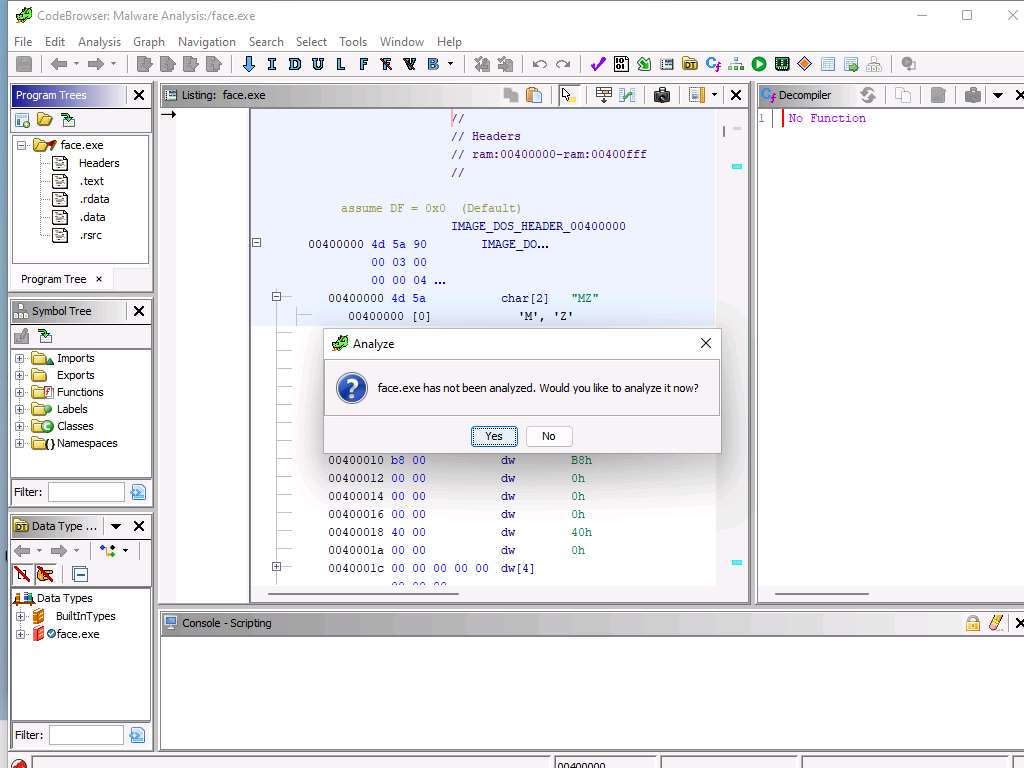 CodeBrowser: Malware Analysis:/face.exe
File Edit Analysis Graph Navigation Search Select Tools Window Help
I D U L F F V B
Program Trees
face.exe
Headers
.text
.rdata
.data
.rsrc
Program Tree
Symbol Tree
Imports
Exports
Functions
Labels
Classes
Namespaces
Filter:
Data Type ...
Data Types
BuiltInTypes
face.exe
Filter:
Listing: face.exe
//
// Headers
// ram:00400000-ram:00400fff
//
assume DF = 0x0 (Default)
IMAGE_DOS_HEADER_00400000
00400000 4d 5a 90 IMAGE_DO...
00 03 00
00 00 04 ...
00400000 4d 5a char[2] "MZ"
00400000 [0] 'M', 'Z'
Analyze
face.exe has not been analyzed. Would you like to analyze it now?
Yes No
00400010 b8 00 dw B8h
00400012 00 00 dw 0h
00400014 00 00 dw 0h
00400016 00 00 dw 0h
00400018 40 00 dw 40h
0040001a 00 00 dw 0h
0040001c 00 00 00 00 00 dw[4]
00 00 00
Decompiler
1 No Function
Console - Scripting
00400000